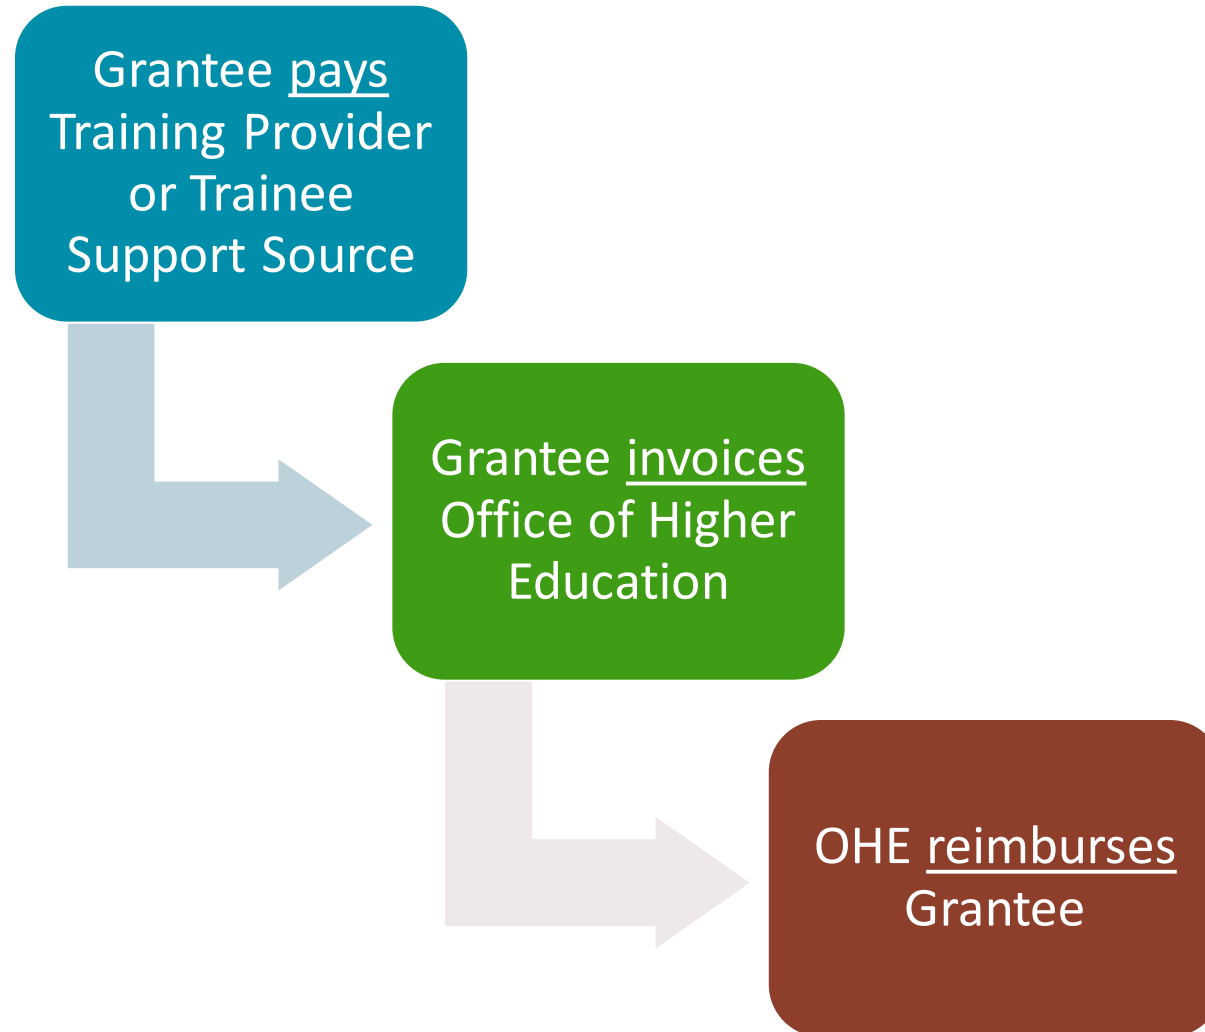 Grantee pays
Training Provider
or Trainee
Support Source
Grantee invoices
Office of Higher
Education
OHE reimburses
Grantee